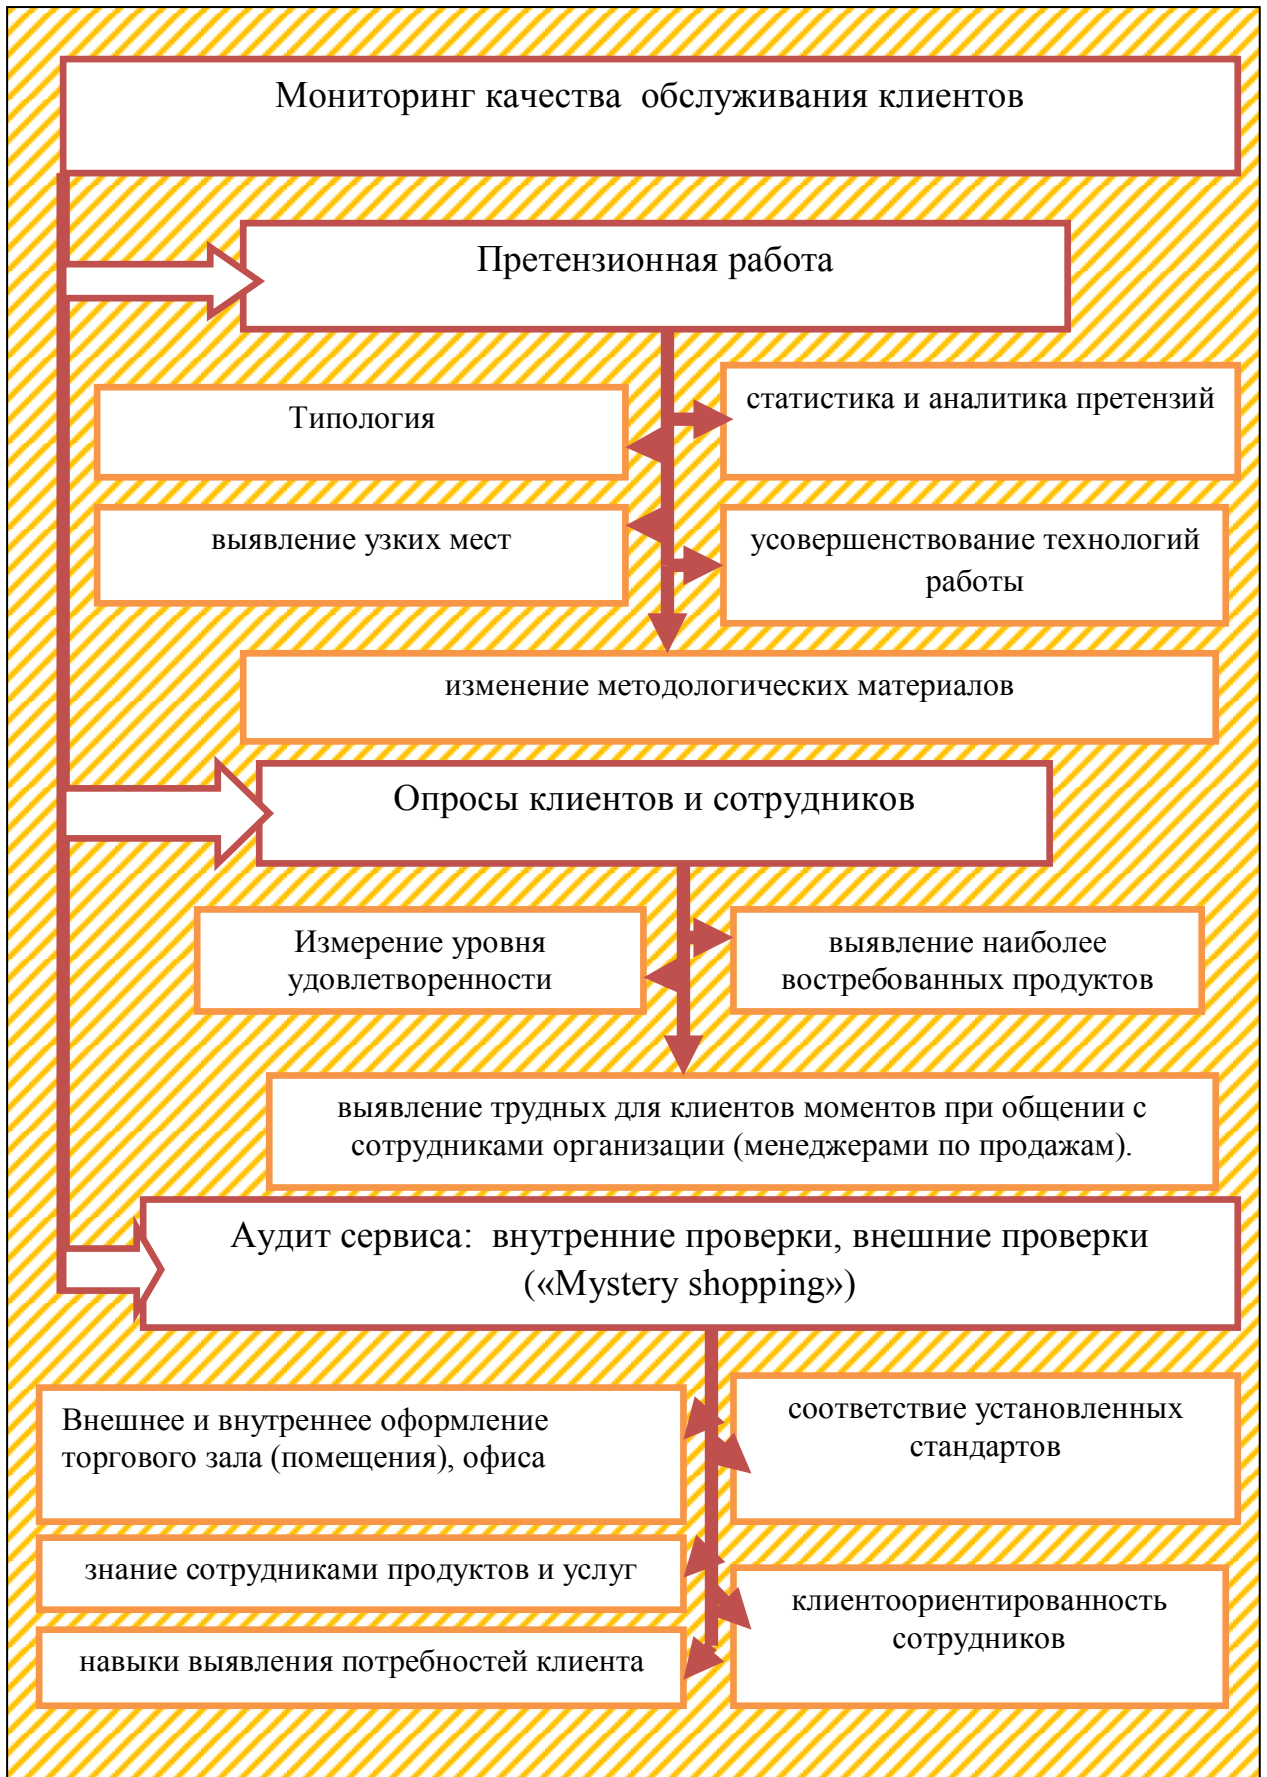 Мониторинг качества обслуживания клиентов
Претензионная работа
Типология
статистика и аналитика претензий
выявление узких мест
усовершенствование технологий
работы
изменение методологических материалов
Опросы клиентов и сотрудников
Измерение уровня
удовлетворенности
выявление наиболее
востребованных продуктов
выявление трудных для клиентов моментов при общении с
сотрудниками организации (менеджерами по продажам).
Аудит сервиса: внутренние проверки, внешние проверки
(«Mystery shopping»)
Внешнее и внутреннее оформление
торгового зала (помещения), офиса
соответствие установленных
стандартов
знание сотрудниками продуктов и услуг
клиентоориентированность
сотрудников
навыки выявления потребностей клиента